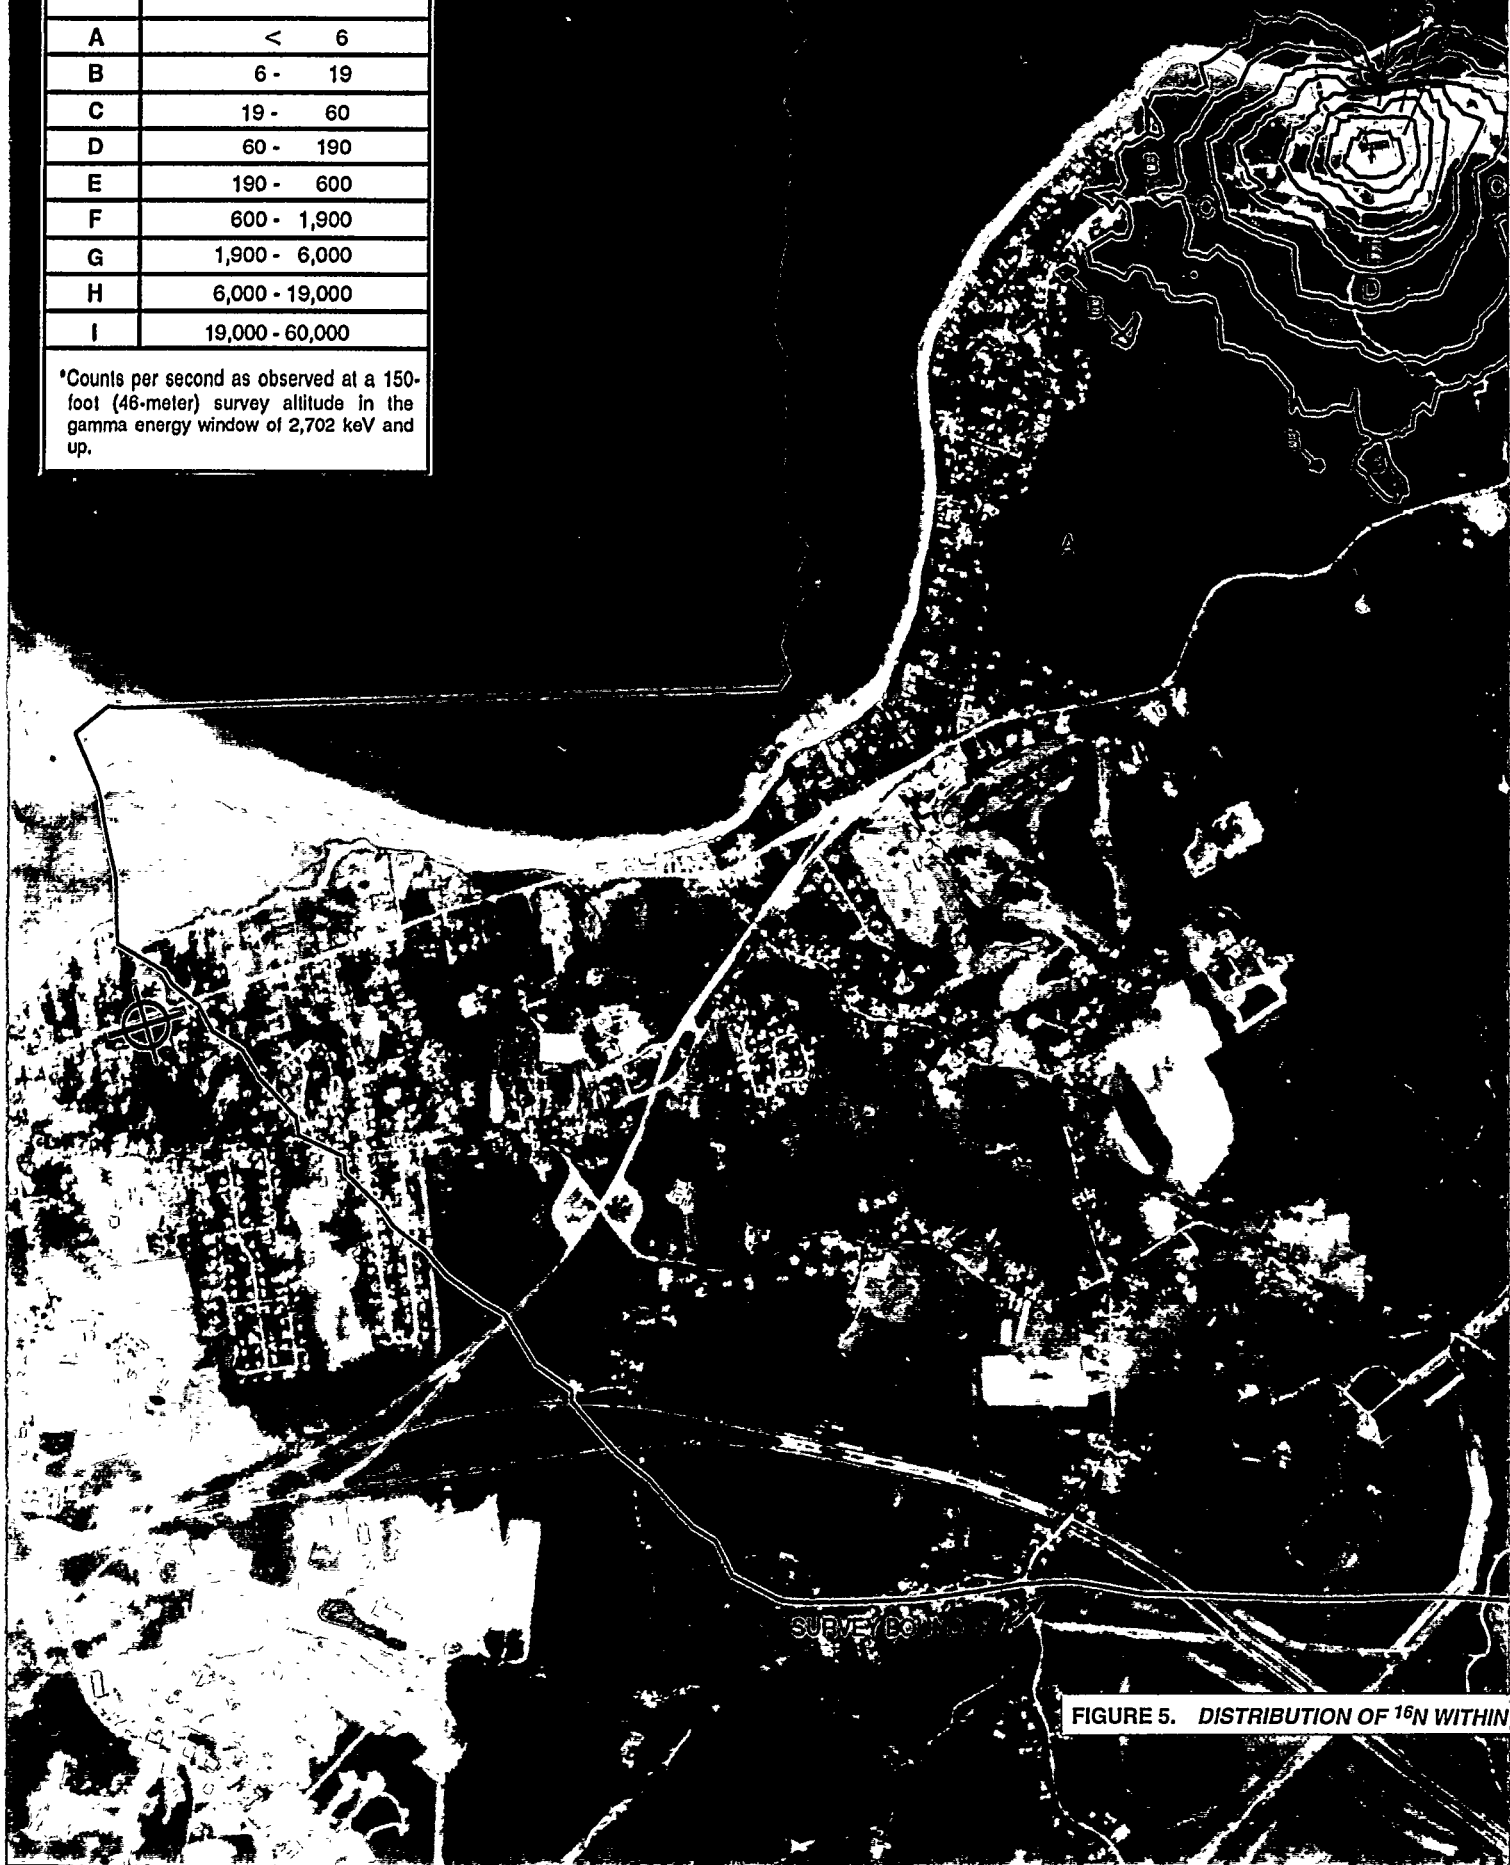 A < 6
B 6 - 19
C 19 - 60
D 60 - 190
E 190 - 600
F 600 - 1,900
G 1,900 - 6,000
H 6,000 - 19,000
I 19,000 - 60,000
*Counts per second as observed at a 150-
foot (46-meter) survey altitude in the
gamma energy window of 2,702 keV and
up.
B
C
C
E
D
B
B
A
SURVEY
FIGURE 5. DISTRIBUTION OF ¹⁶N WITHIN